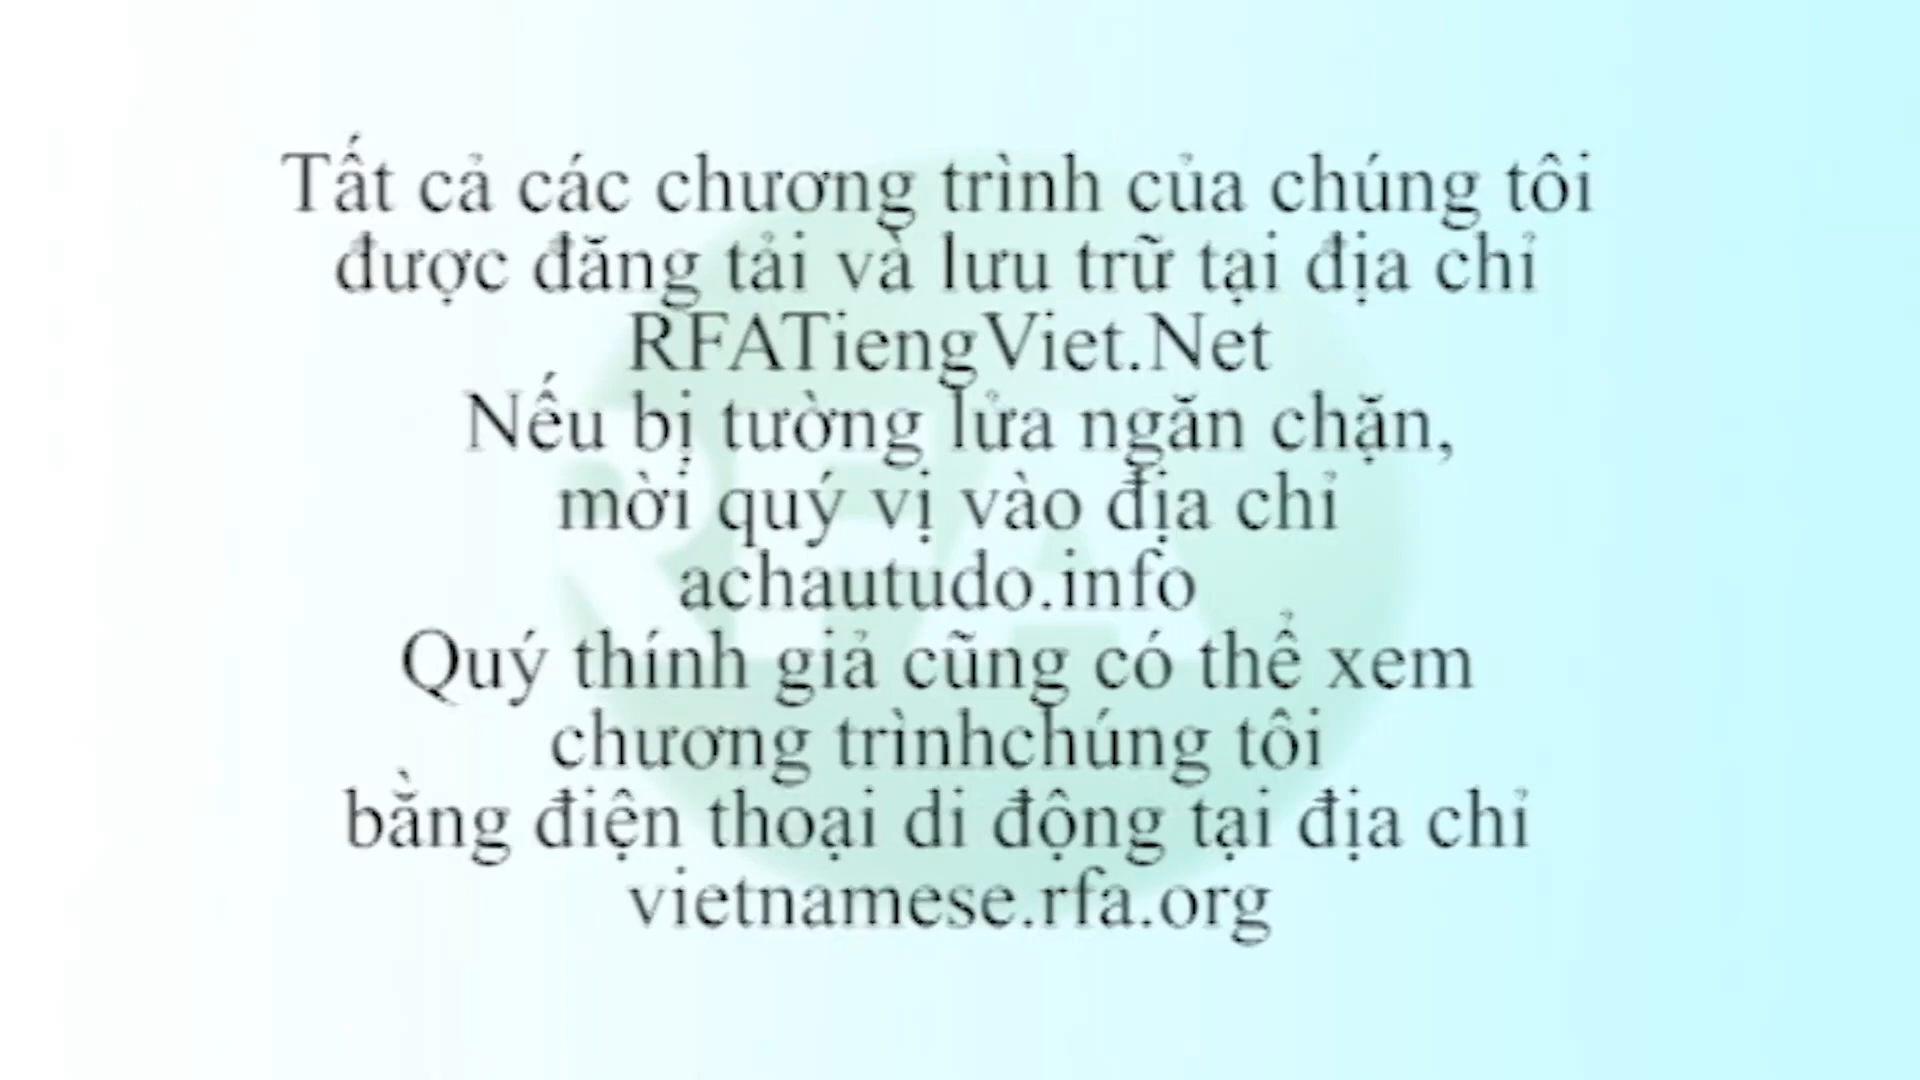 Tất cả các chương trình của chúng tôi
được đăng tải và lưu trữ tại địa chỉ
RFATiengViet.Net
Nếu bị tường lửa ngăn chặn,
mời quý vị vào địa chỉ
achautudo.info
Quý thính giả cũng có thể xem
chương trìnhchúng tôi
bằng điện thoại di động tại địa chỉ
vietnamese.rfa.org
RFA